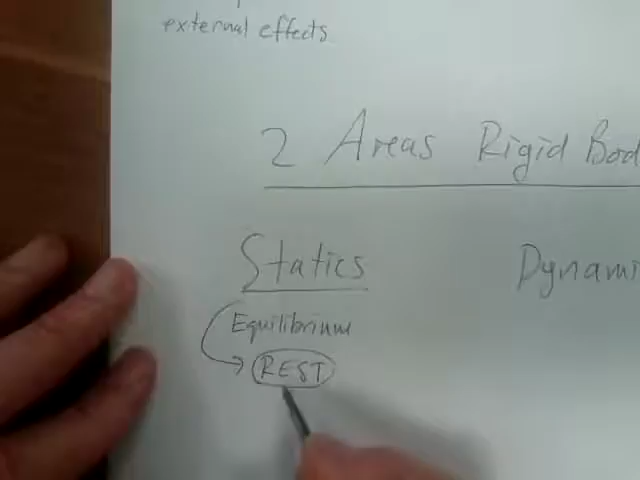 external effects
2 Areas Rigid Bod
Statics Dynami
Equilibrium
REST